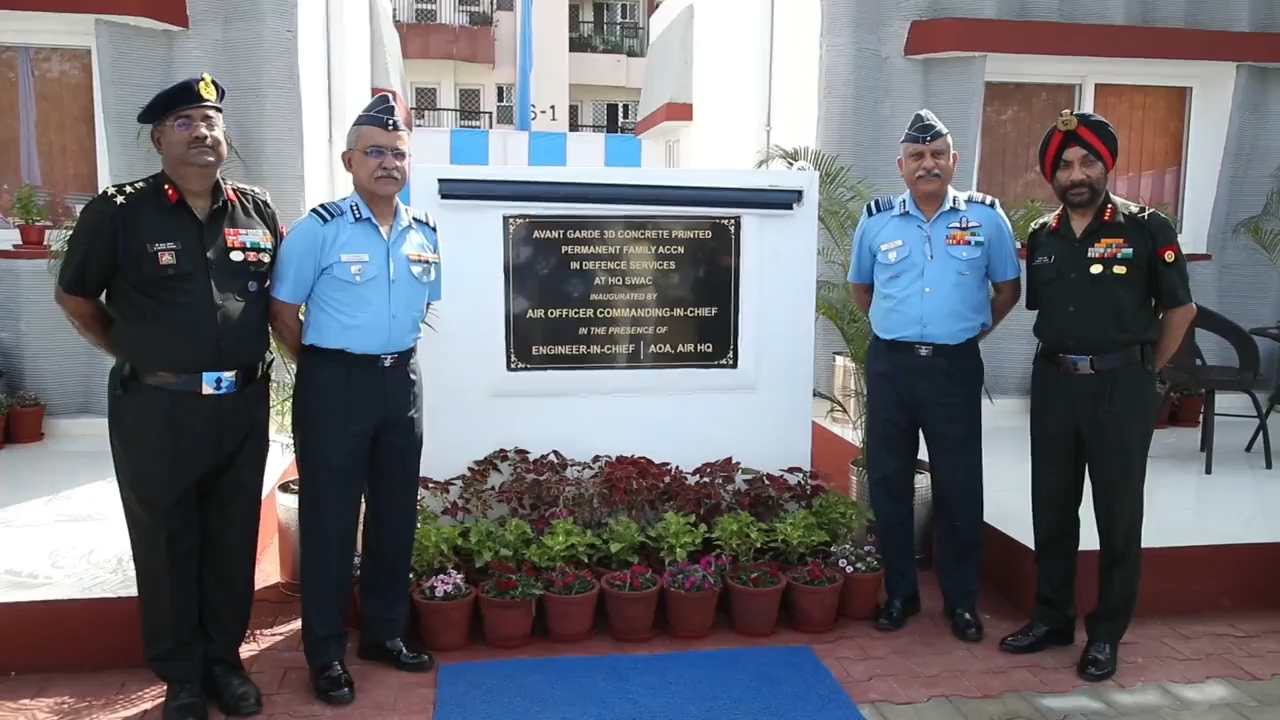 S-1
AVANT GARDE 3D CONCRETE PRINTED
PERMANENT FAMILY ACCN
IN DEFENCE SERVICES
AT HQ SWAC
INAUGURATED BY
AIR OFFICER COMMANDING-IN-CHIEF
IN THE PRESENCE OF
ENGINEER-IN-CHIEF | AOA, AIR HQ